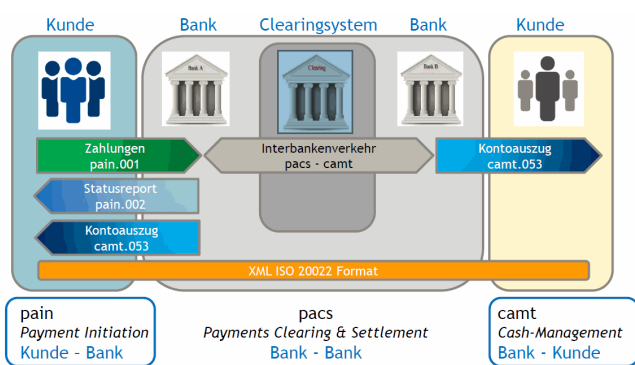 Kunde
Bank
Clearingsystem
Bank
Kunde
Bank A
Clearing
Bank B
Zahlungen
pain.001
Interbankenverkehr
pacs - camt
Kontoauszug
camt.053
Statusreport
pain.002
Kontoauszug
camt.053
XML ISO 20022 Format
pain
Payment Initiation
Kunde - Bank
pacs
Payments Clearing & Settlement
Bank - Bank
camt
Cash-Management
Bank - Kunde